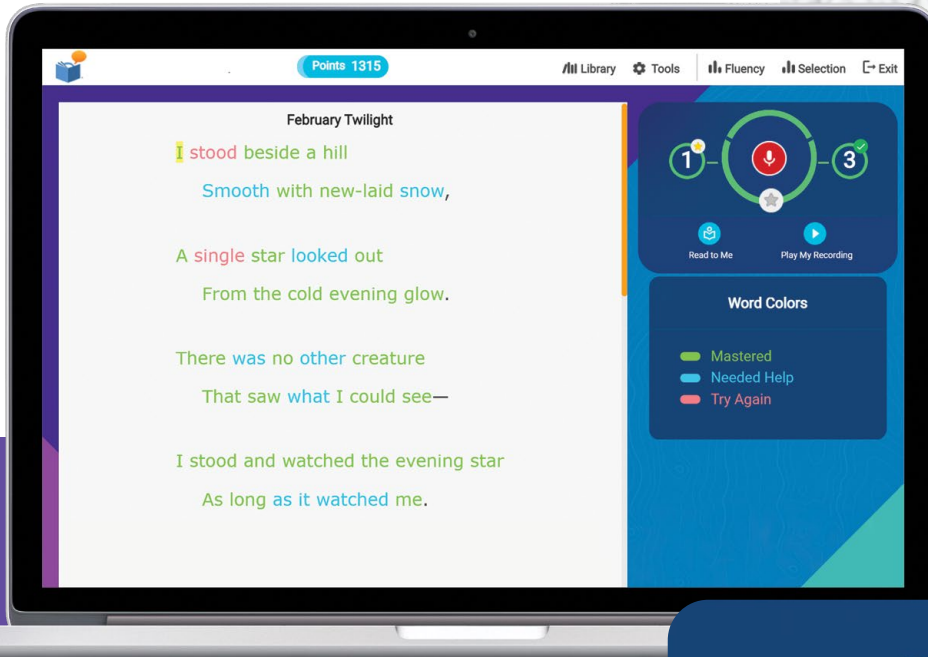 Points 1315
Library
Tools
Fluency
Selection
Exit
February Twilight
I stood beside a hill
Smooth with new-laid snow,
A single star looked out
From the cold evening glow.
There was no other creature
That saw what I could see—
I stood and watched the evening star
As long as it watched me.
1
3
Read to Me
Play My Recording
Word Colors
Mastered
Needed Help
Try Again